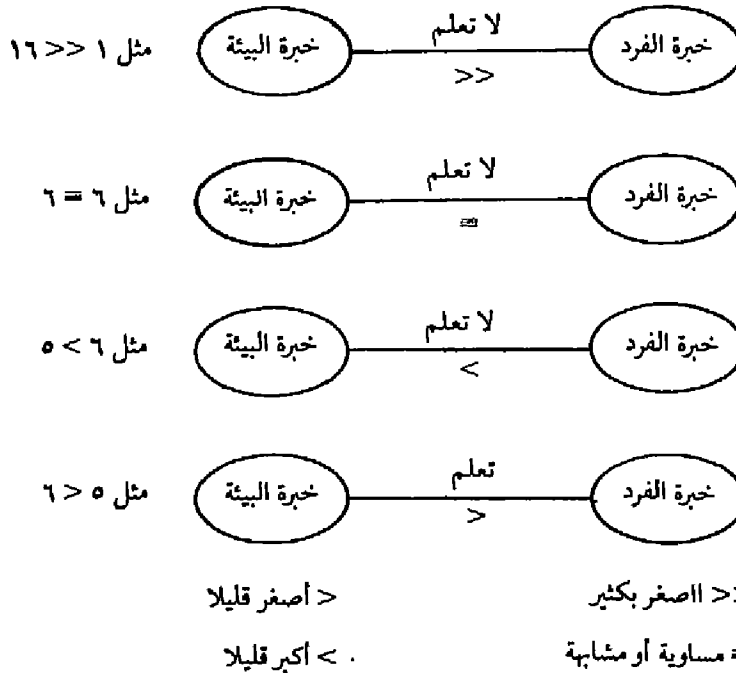 خبرة الفرد لا تعلم خبرة البيئة مثل ١ >> ١٦
>>
خبرة الفرد لا تعلم خبرة البيئة مثل ٦ = ٦
=
خبرة الفرد لا تعلم خبرة البيئة مثل ٦ < ٥
<
خبرة الفرد تعلم خبرة البيئة مثل ٥ > ٦
>
ااصغر بكثير > أصغر قليلا
= مساوية أو مشابهة < أكبر قليلا